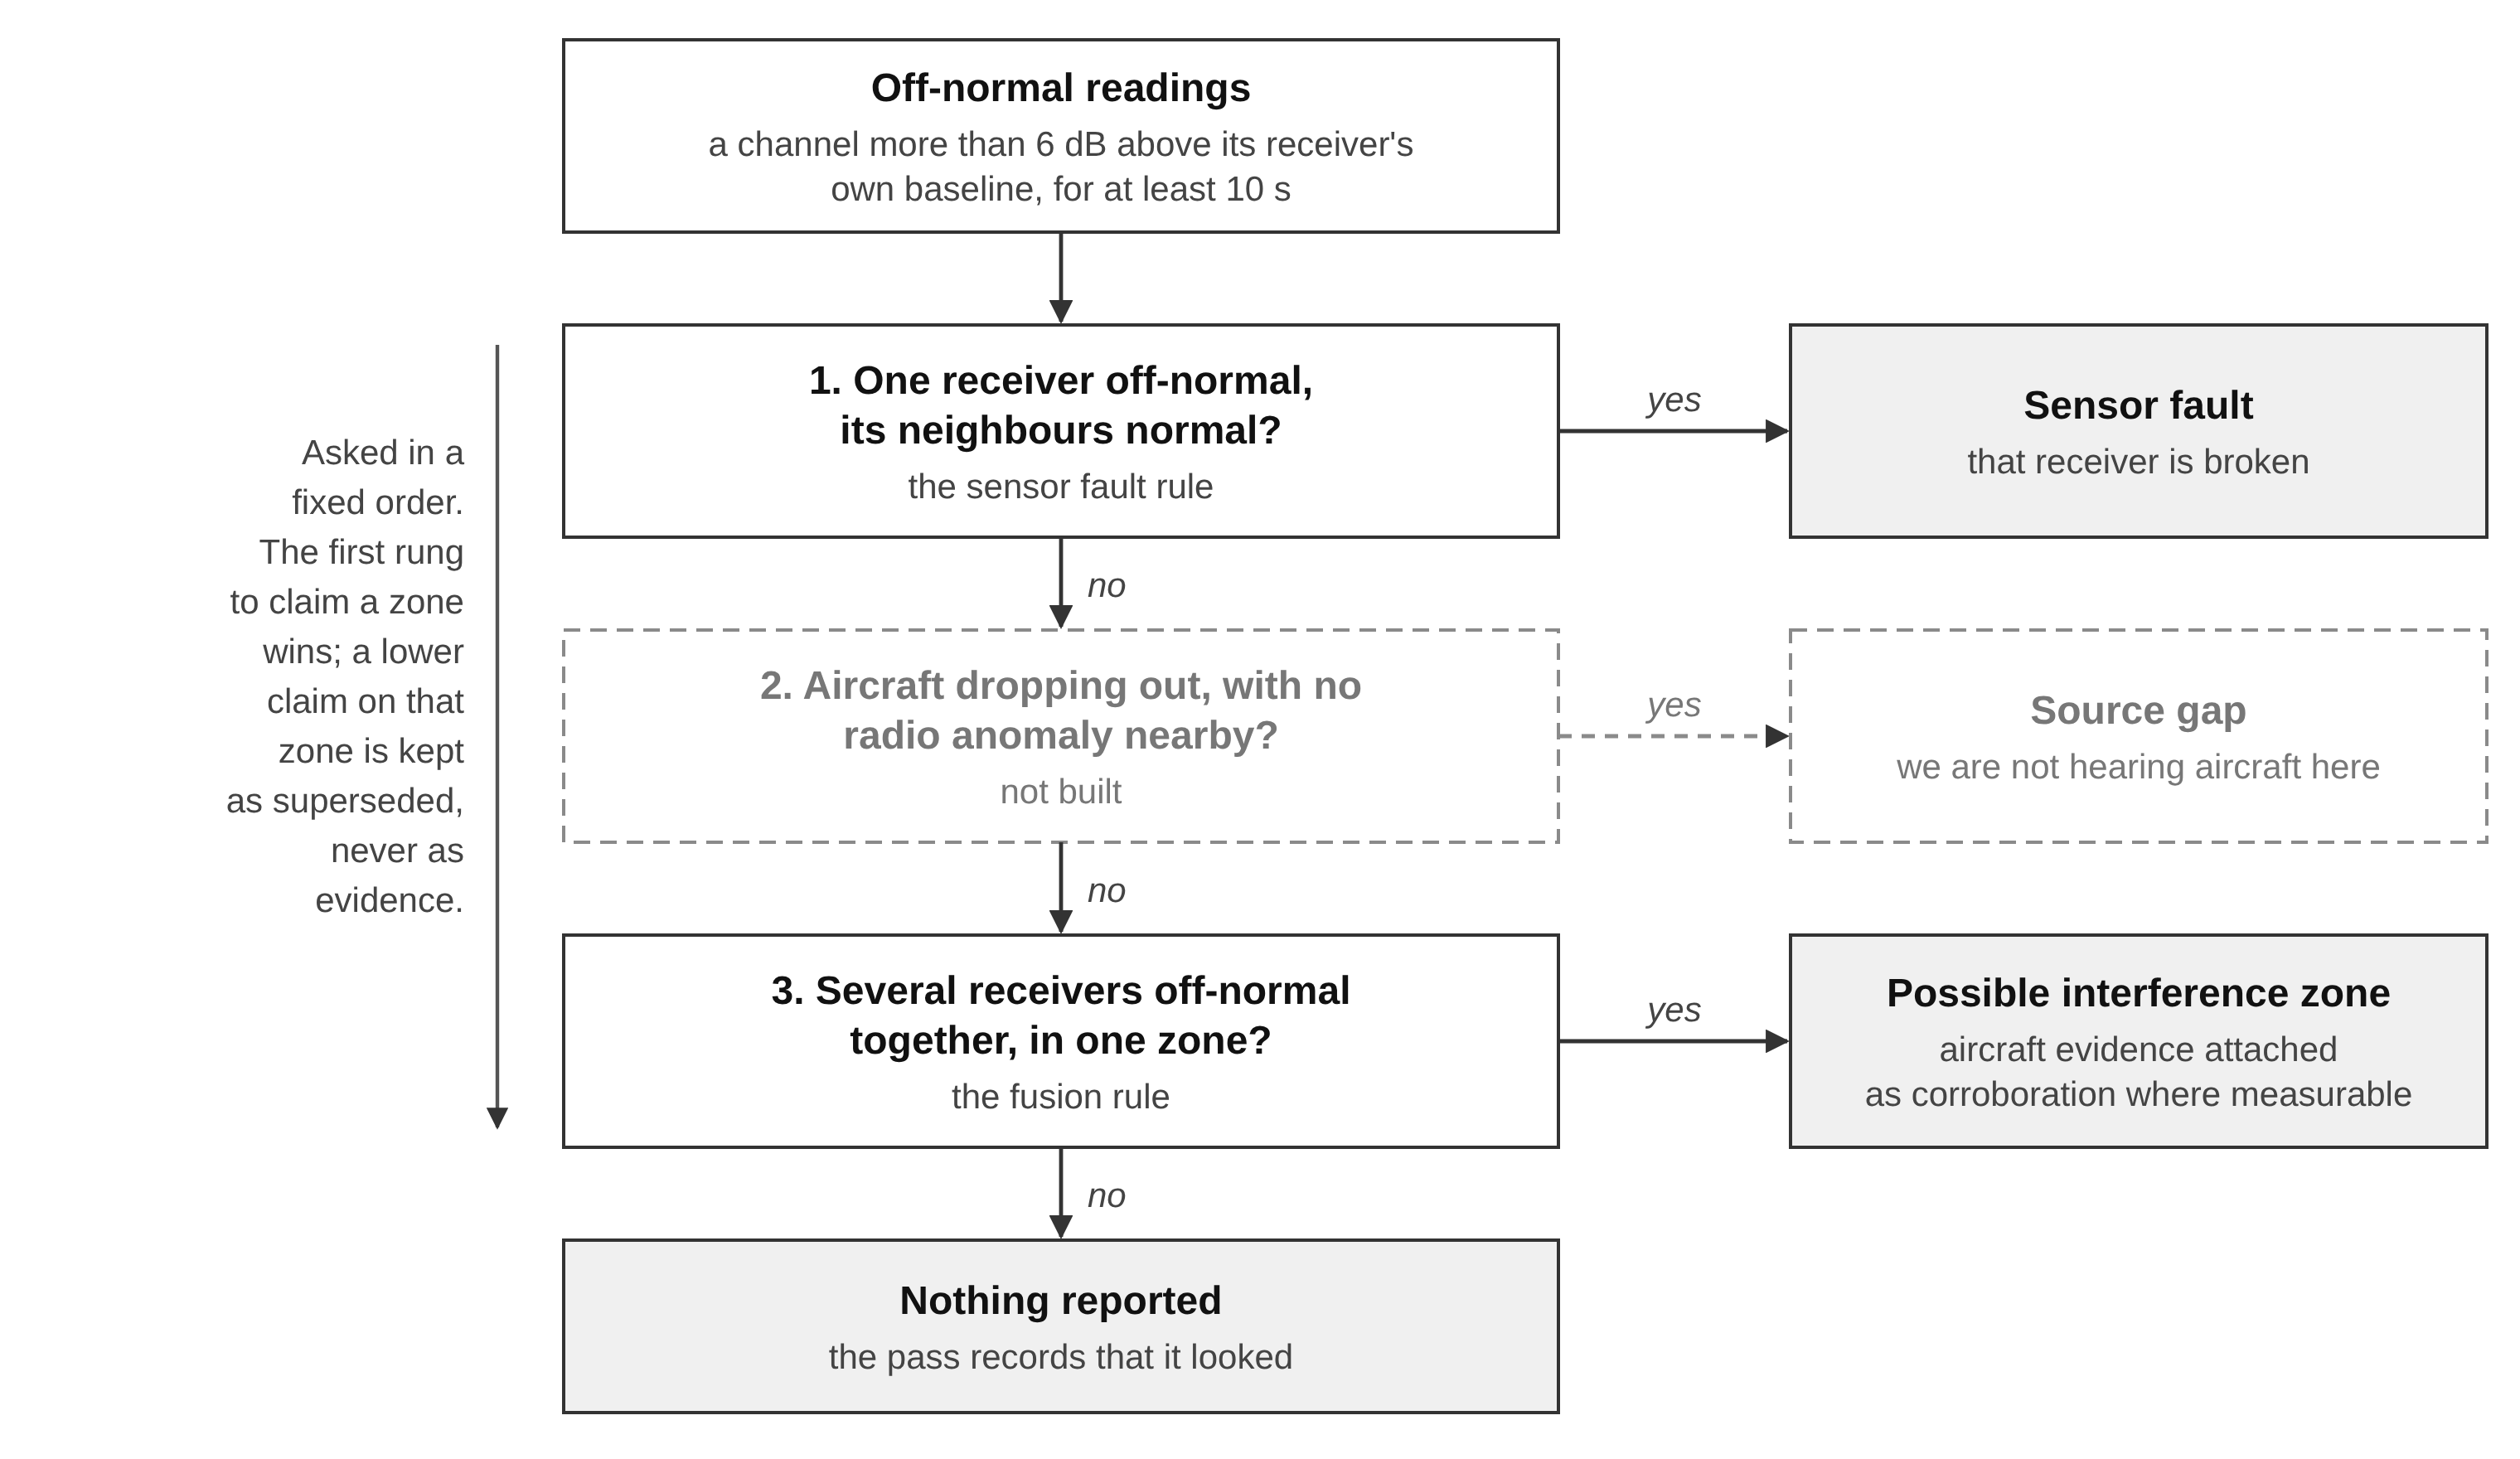 Off-normal readings
a channel more than 6 dB above its receiver's
own baseline, for at least 10 s
Asked in a
fixed order.
The first rung
to claim a zone
wins; a lower
claim on that
zone is kept
as superseded,
never as
evidence.
1. One receiver off-normal,
its neighbours normal?
the sensor fault rule
yes
Sensor fault
that receiver is broken
no
2. Aircraft dropping out, with no
radio anomaly nearby?
not built
yes
Source gap
we are not hearing aircraft here
no
3. Several receivers off-normal
together, in one zone?
the fusion rule
yes
Possible interference zone
aircraft evidence attached
as corroboration where measurable
no
Nothing reported
the pass records that it looked